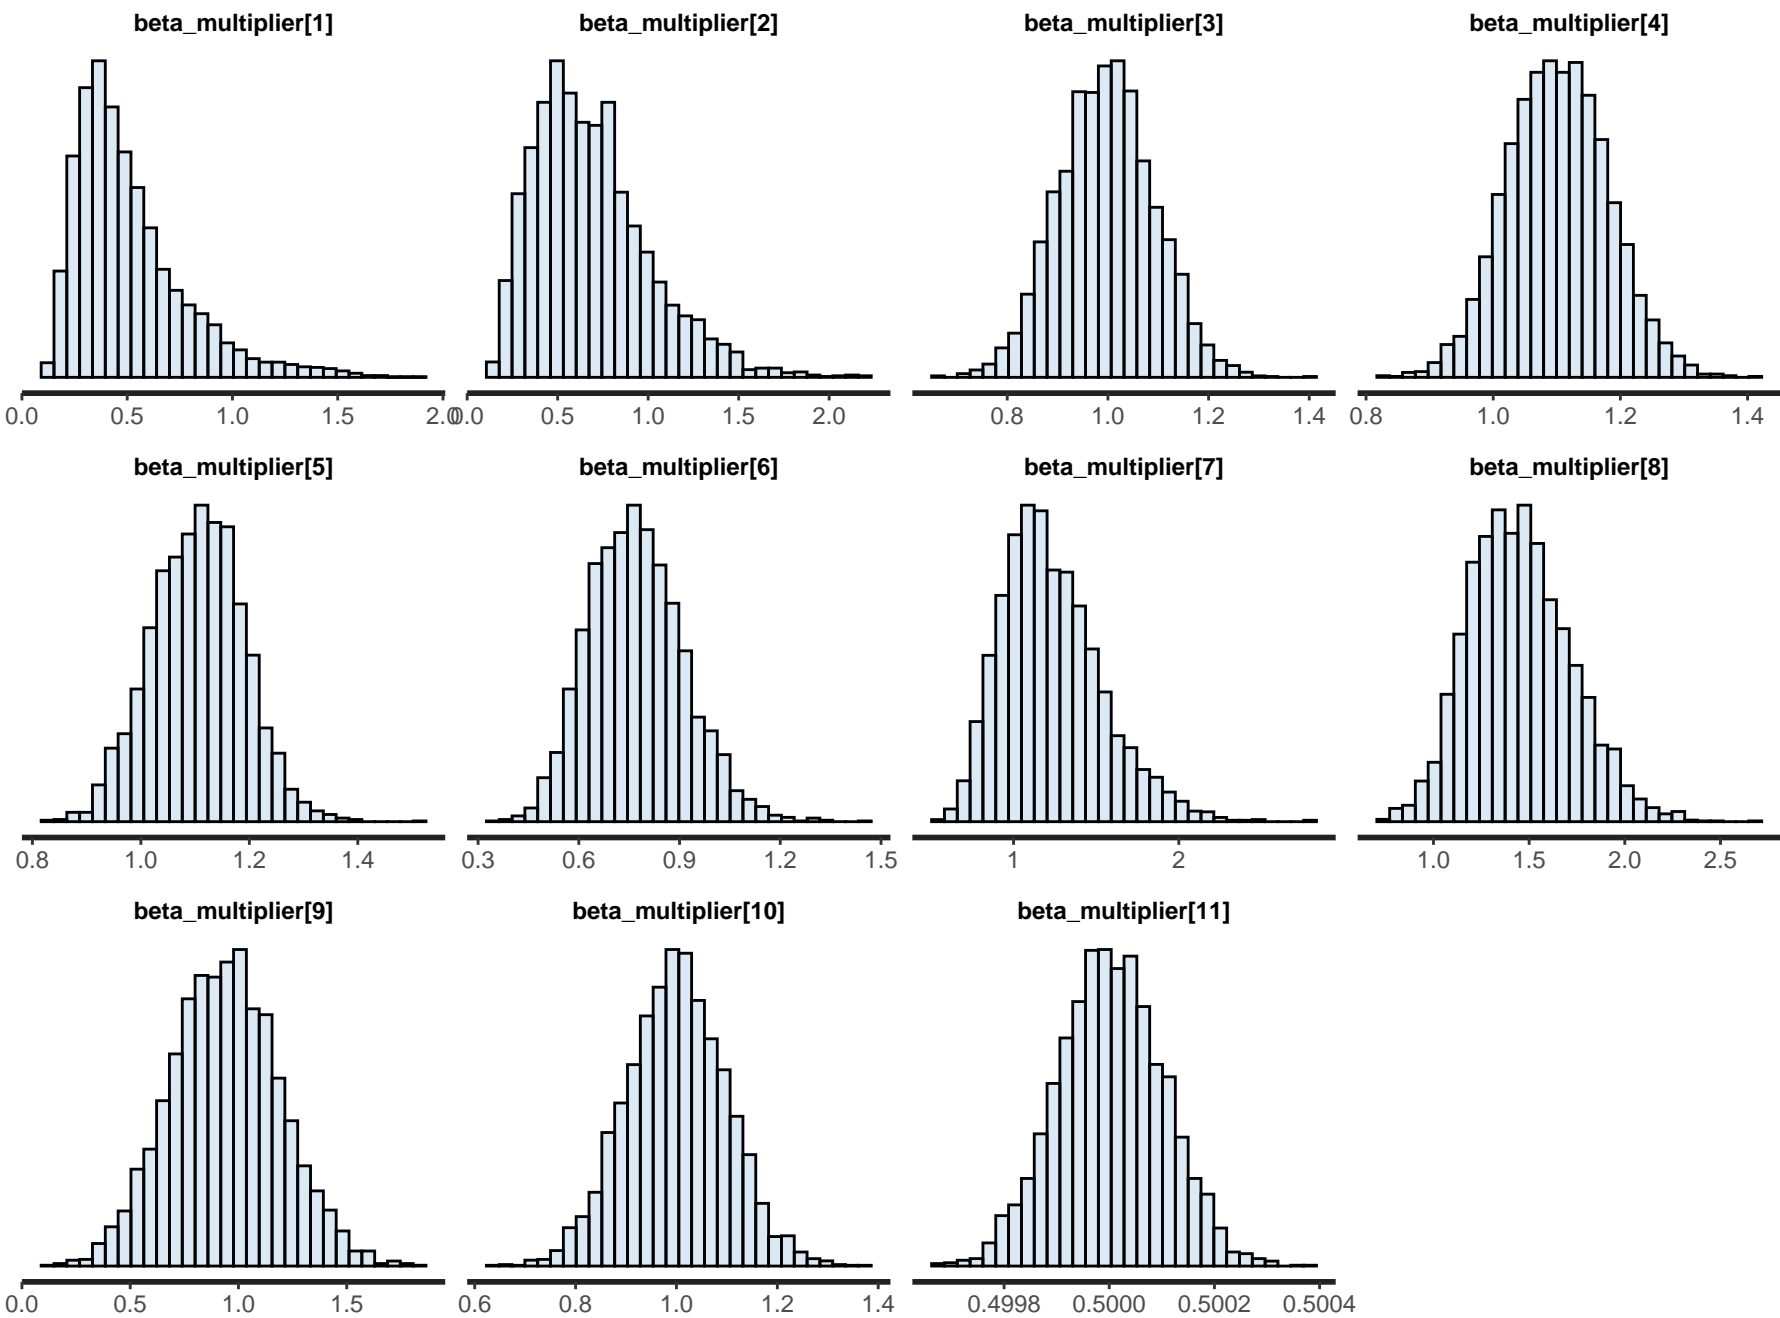 beta_multiplier[1] beta_multiplier[2] beta_multiplier[3] beta_multiplier[4]
0.0 0.5 1.0 1.5 2.0 0.0 0.5 1.0 1.5 2.0 0.8 1.0 1.2 1.4 0.8 1.0 1.2 1.4
beta_multiplier[5] beta_multiplier[6] beta_multiplier[7] beta_multiplier[8]
0.8 1.0 1.2 1.4 0.3 0.6 0.9 1.2 1.5 1 2 1.0 1.5 2.0 2.5
beta_multiplier[9] beta_multiplier[10] beta_multiplier[11]
0.0 0.5 1.0 1.5 0.6 0.8 1.0 1.2 1.4 0.4998 0.5000 0.5002 0.5004